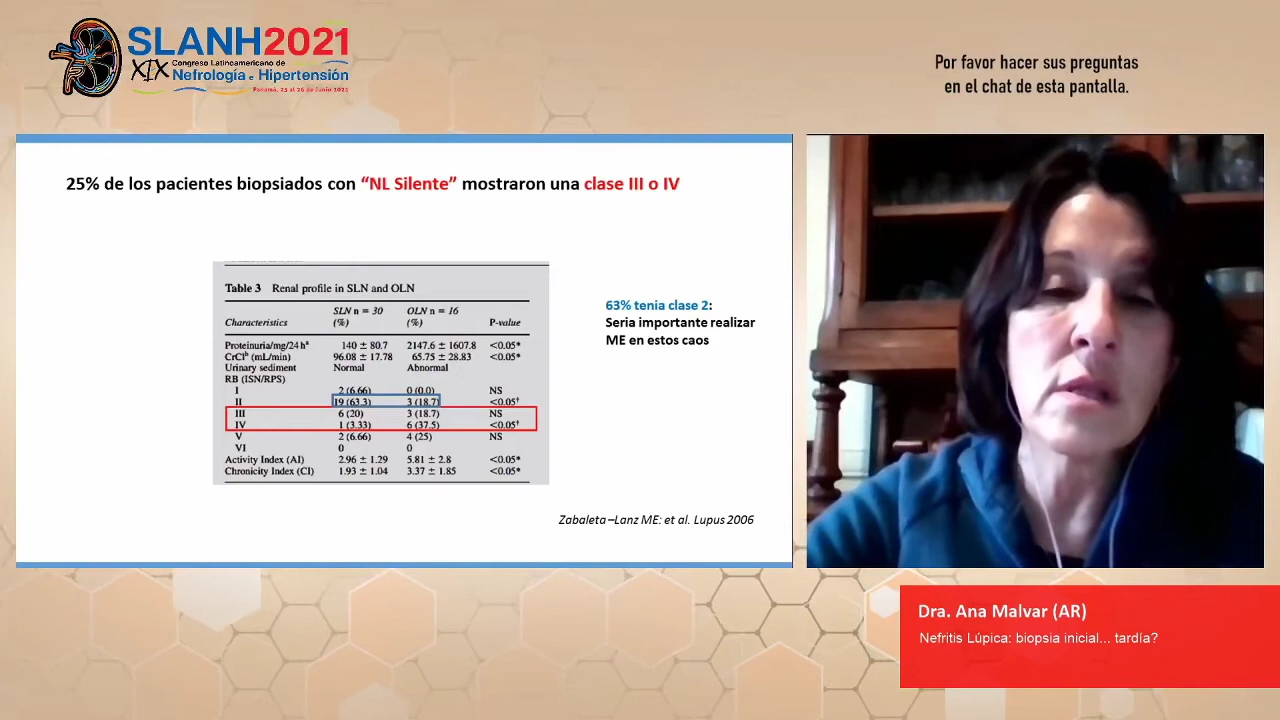 SLANH2021
XIX Congreso Latinoamericano de
Nefrología e Hipertensión
Por favor hacer sus preguntas
en el chat de esta pantalla.
25% de los pacientes biopsiados con “NL Silente” mostraron una clase III o IV
Table 3 Renal profile in SLN and OLN
SLN n = 30 OLN n = 16
Characteristics (%) (%) P-value
Proteinuria/mg/24 hᵃ 140 ± 80.7 2147.6 ± 1607.8 <0.05*
CrClᵇ (mL/min) 96.08 ± 17.78 65.75 ± 28.83 <0.05*
Urinary sediment Normal Abnormal
RB (ISN/RPS)
I 2 (6.66) 0 (0.0) NS
II 19 (63.3) 3 (18.7) <0.05†
III 6 (20) 3 (18.7) NS
IV 1 (3.33) 6 (37.5) <0.05†
V 2 (6.66) 4 (25) NS
VI 0 0
Activity Index (AI) 2.96 ± 1.29 5.81 ± 2.8 <0.05*
Chronicity Index (CI) 1.93 ± 1.04 3.37 ± 1.85 <0.05*
63% tenia clase 2:
Seria importante realizar
ME en estos caos
Zabaleta –Lanz ME: et al. Lupus 2006
Dra. Ana Malvar (AR)
Nefritis Lúpica: biopsia inicial... tardía?